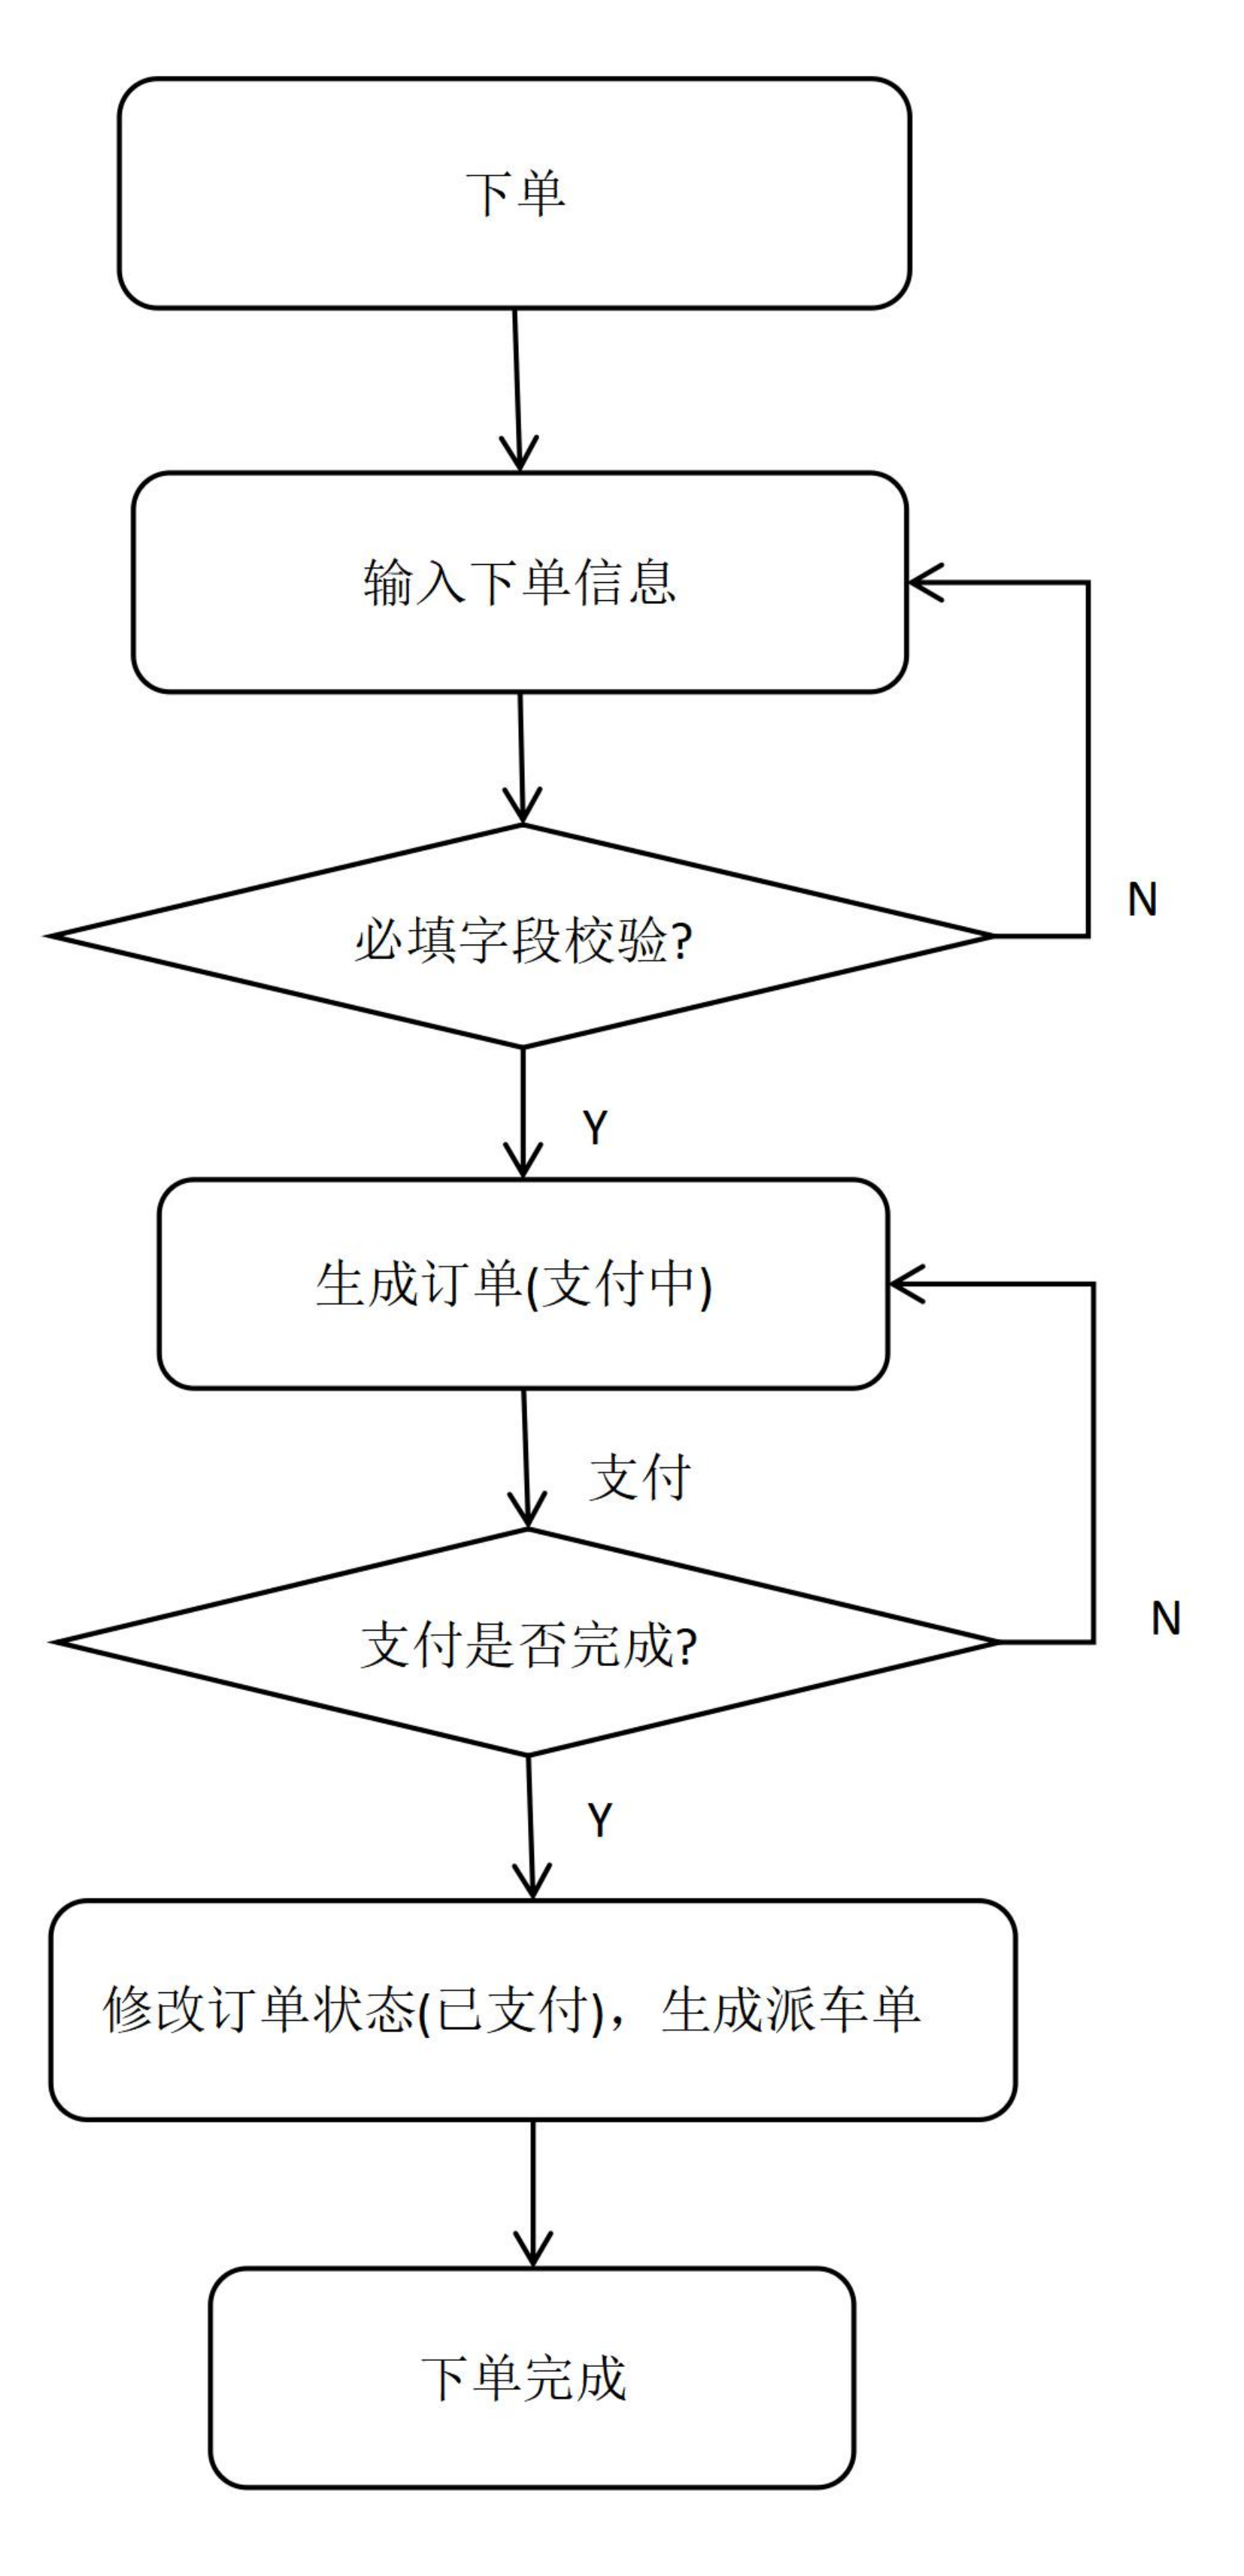 下单
输入下单信息
必填字段校验?
N
Y
生成订单(支付中)
支付
支付是否完成?
N
Y
修改订单状态(已支付)，生成派车单
下单完成